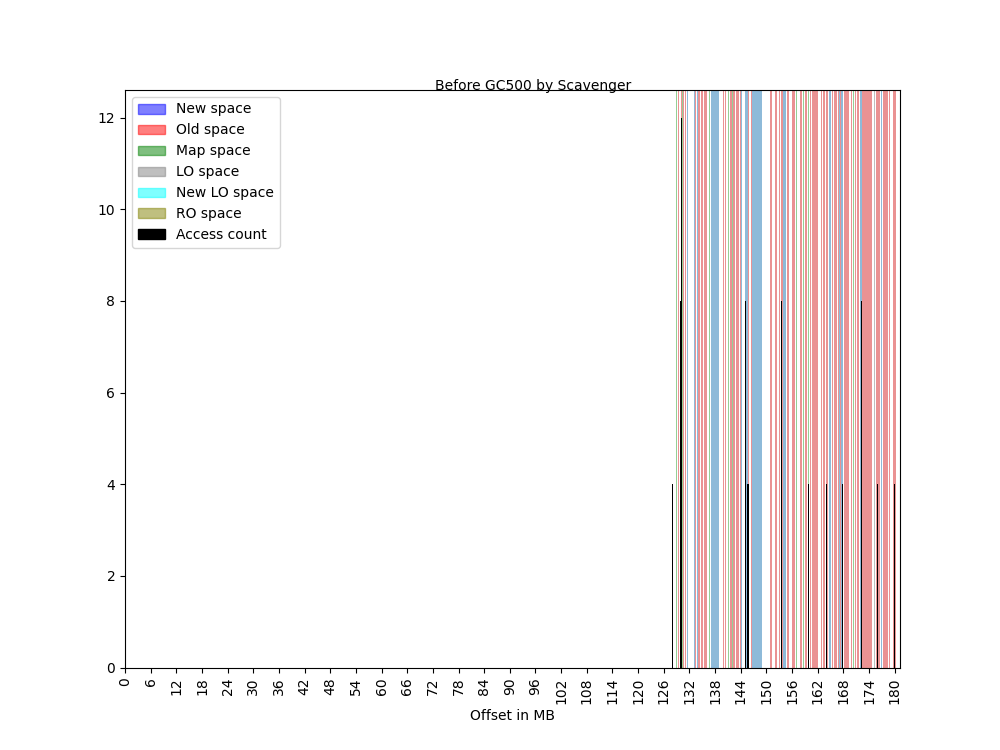 Before GC500 by Scavenger
New space
Old space
Map space
LO space
New LO space
RO space
Access count
12
10
8
6
4
2
0
0 6 12 18 24 30 36 42 48 54 60 66 72 78 84 90 96 102 108 114 120 126 132 138 144 150 156 162 168 174 180
Offset in MB